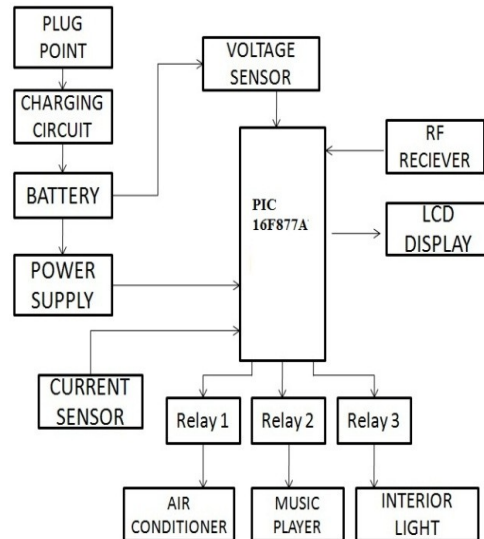 PLUG
POINT
CHARGING
CIRCUIT
BATTERY
POWER
SUPPLY
CURRENT
SENSOR
VOLTAGE
SENSOR
PIC
16F877A
RF
RECIEVER
LCD
DISPLAY
Relay 1
Relay 2
Relay 3
AIR
CONDITIONER
MUSIC
PLAYER
INTERIOR
LIGHT